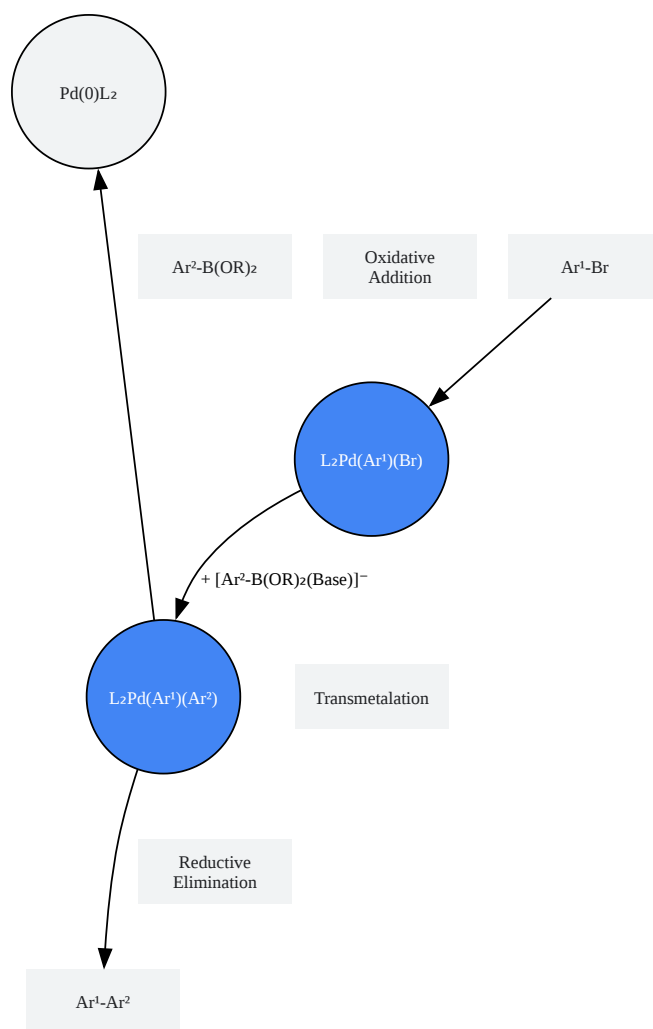 Pd(0)L₂
Ar²-B(OR)₂
Oxidative
Addition
Ar¹-Br
L₂Pd(Ar¹)(Br)
+ [Ar²-B(OR)₂(Base)]⁻
L₂Pd(Ar¹)(Ar²)
Transmetalation
Reductive
Elimination
Ar¹-Ar²